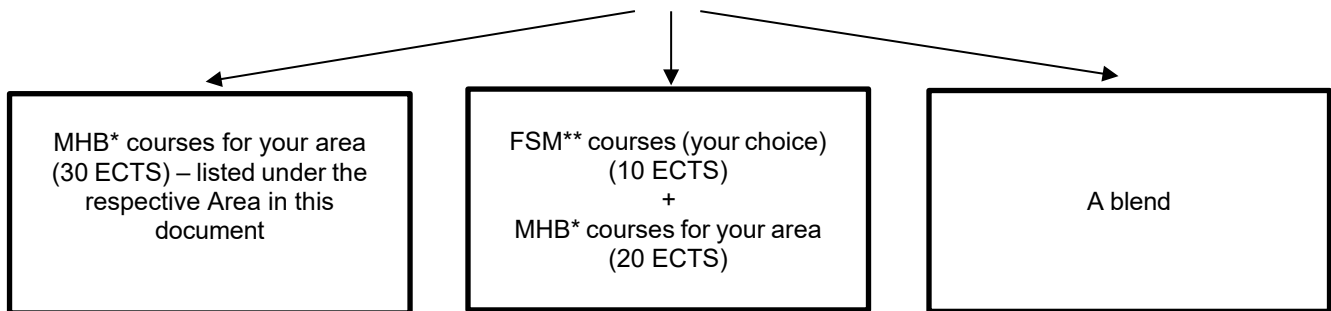 MHB* courses for your area
(30 ECTS) – listed under the
respective Area in this
document
FSM** courses (your choice)
(10 ECTS)
+
MHB* courses for your area
(20 ECTS)
A blend